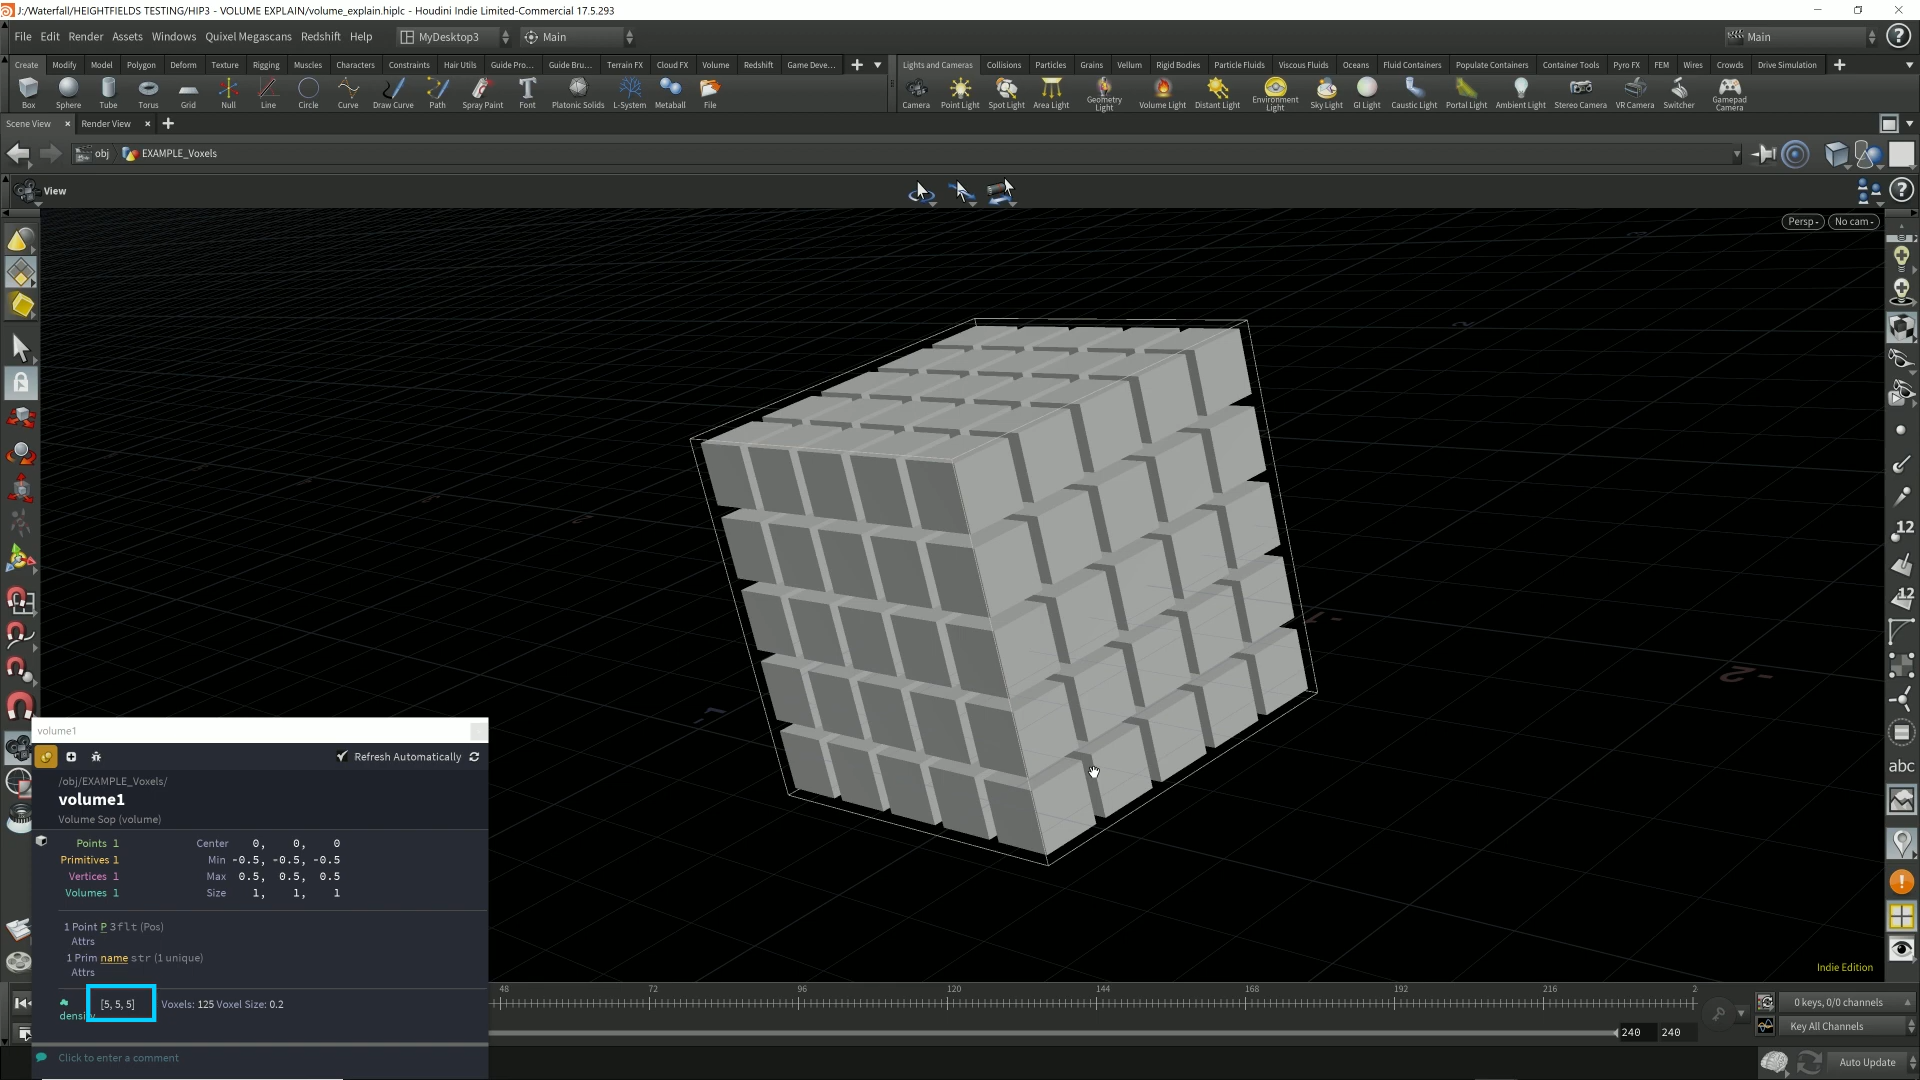 J:/Waterfall/HEIGHTFIELDS TESTING/HIP3 - VOLUME EXPLAIN/volume_explain.hiplc - Houdini Indie Limited-Commercial 17.5.293
File Edit Render Assets Windows Quixel Megascans Redshift Help MyDesktop3 Main Main
Create Modify Model Polygon Deform Texture Rigging Muscles Characters Constraints Hair Utils Guide Pro... Guide Bru... Terrain FX Cloud FX Volume Redshift Game Deve... Lights and Cameras Collisions Particles Grains Vellum Rigid Bodies Particle Fluids Viscous Fluids Oceans Fluid Containers Populate Containers Container Tools Pyro FX FEM Wires Crowds Drive Simulation
Box Sphere Tube Torus Grid Null Line Circle Curve Draw Curve Path Spray Paint Font Platonic Solids L-System Metaball File Camera Point Light Spot Light Area Light Geometry Light Volume Light Distant Light Environment Light Sky Light GI Light Caustic Light Portal Light Ambient Light Stereo Camera VR Camera Switcher Gamepad Camera
Scene View Render View
obj EXAMPLE_Voxels
View
Persp No cam
12
12
abc
volume1
Refresh Automatically
/obj/EXAMPLE_Voxels/
volume1
Volume Sop (volume)
Points 1 Center 0, 0, 0
Primitives 1 Min -0.5, -0.5, -0.5
Vertices 1 Max 0.5, 0.5, 0.5
Volumes 1 Size 1, 1, 1
1 Point P 3flt (Pos)
Attrs
1 Prim name str (1 unique)
Attrs
[5, 5, 5] Voxels: 125 Voxel Size: 0.2
Click to enter a comment
Indie Edition
48 72 96 120 144 168 192 216 2
240 240
0 keys, 0/0 channels
Key All Channels
Auto Update